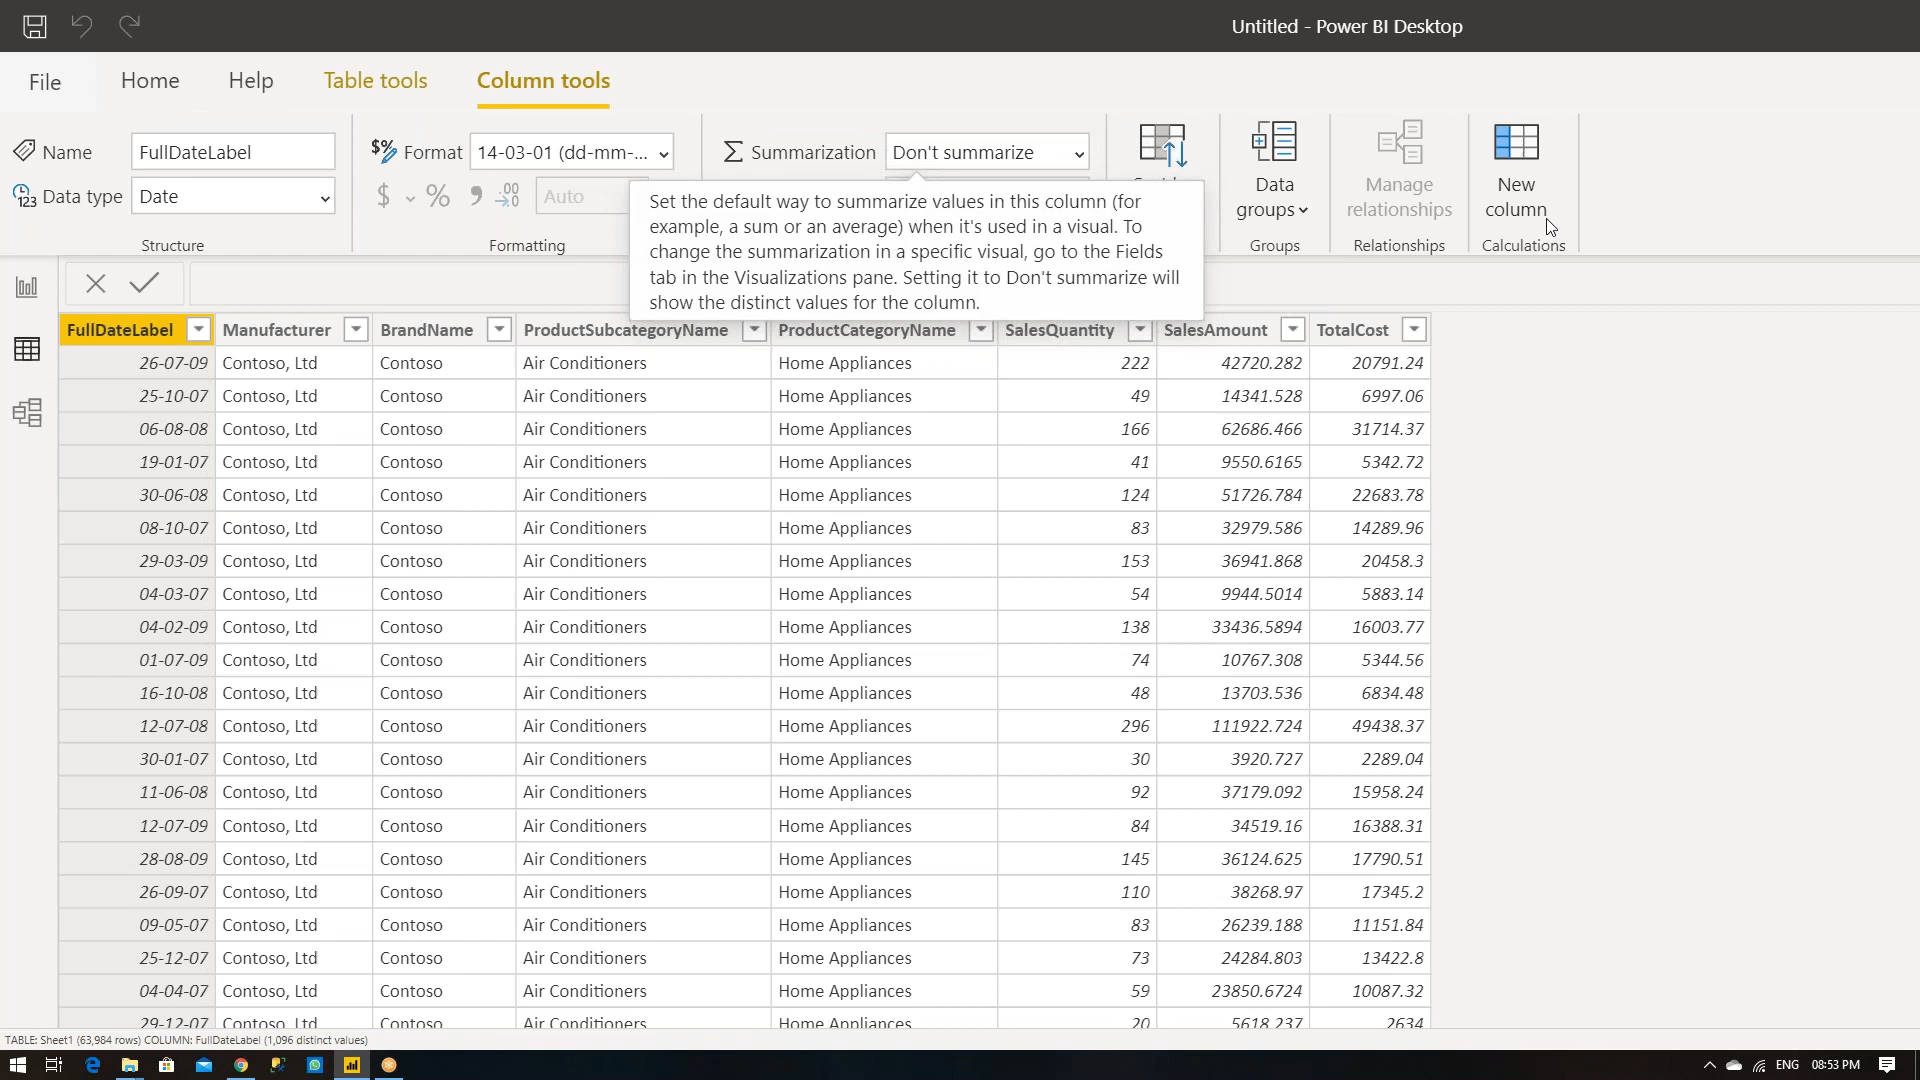 Untitled - Power BI Desktop
File Home Help Table tools Column tools
Name FullDateLabel
Data type Date
Structure
$% Format 14-03-01 (dd-mm-...
$ % 9 .00 Auto
Formatting
Σ Summarization Don't summarize
Set the default way to summarize values in this column (for
example, a sum or an average) when it's used in a visual. To
change the summarization in a specific visual, go to the Fields
tab in the Visualizations pane. Setting it to Don't summarize will
show the distinct values for the column.
Data
groups
Groups
Manage
relationships
Relationships
New
column
Calculations
FullDateLabel Manufacturer BrandName ProductSubcategoryName ProductCategoryName SalesQuantity SalesAmount TotalCost
26-07-09 Contoso, Ltd Contoso Air Conditioners Home Appliances 222 42720.282 20791.24
25-10-07 Contoso, Ltd Contoso Air Conditioners Home Appliances 49 14341.528 6997.06
06-08-08 Contoso, Ltd Contoso Air Conditioners Home Appliances 166 62686.466 31714.37
19-01-07 Contoso, Ltd Contoso Air Conditioners Home Appliances 41 9550.6165 5342.72
30-06-08 Contoso, Ltd Contoso Air Conditioners Home Appliances 124 51726.784 22683.78
08-10-07 Contoso, Ltd Contoso Air Conditioners Home Appliances 83 32979.586 14289.96
29-03-09 Contoso, Ltd Contoso Air Conditioners Home Appliances 153 36941.868 20458.3
04-03-07 Contoso, Ltd Contoso Air Conditioners Home Appliances 54 9944.5014 5883.14
04-02-09 Contoso, Ltd Contoso Air Conditioners Home Appliances 138 33436.5894 16003.77
01-07-09 Contoso, Ltd Contoso Air Conditioners Home Appliances 74 10767.308 5344.56
16-10-08 Contoso, Ltd Contoso Air Conditioners Home Appliances 48 13703.536 6834.48
12-07-08 Contoso, Ltd Contoso Air Conditioners Home Appliances 296 111922.724 49438.37
30-01-07 Contoso, Ltd Contoso Air Conditioners Home Appliances 30 3920.727 2289.04
11-06-08 Contoso, Ltd Contoso Air Conditioners Home Appliances 92 37179.092 15958.24
12-07-09 Contoso, Ltd Contoso Air Conditioners Home Appliances 84 34519.16 16388.31
28-08-09 Contoso, Ltd Contoso Air Conditioners Home Appliances 145 36124.625 17790.51
26-09-07 Contoso, Ltd Contoso Air Conditioners Home Appliances 110 38268.97 17345.2
09-05-07 Contoso, Ltd Contoso Air Conditioners Home Appliances 83 26239.188 11151.84
25-12-07 Contoso, Ltd Contoso Air Conditioners Home Appliances 73 24284.803 13422.8
04-04-07 Contoso, Ltd Contoso Air Conditioners Home Appliances 59 23850.6724 10087.32
29-12-07 Contoso, Ltd Contoso Air Conditioners Home Appliances 20 5618.237 2634
TABLE: Sheet1 (63,984 rows) COLUMN: FullDateLabel (1,096 distinct values)
ENG 08:53 PM